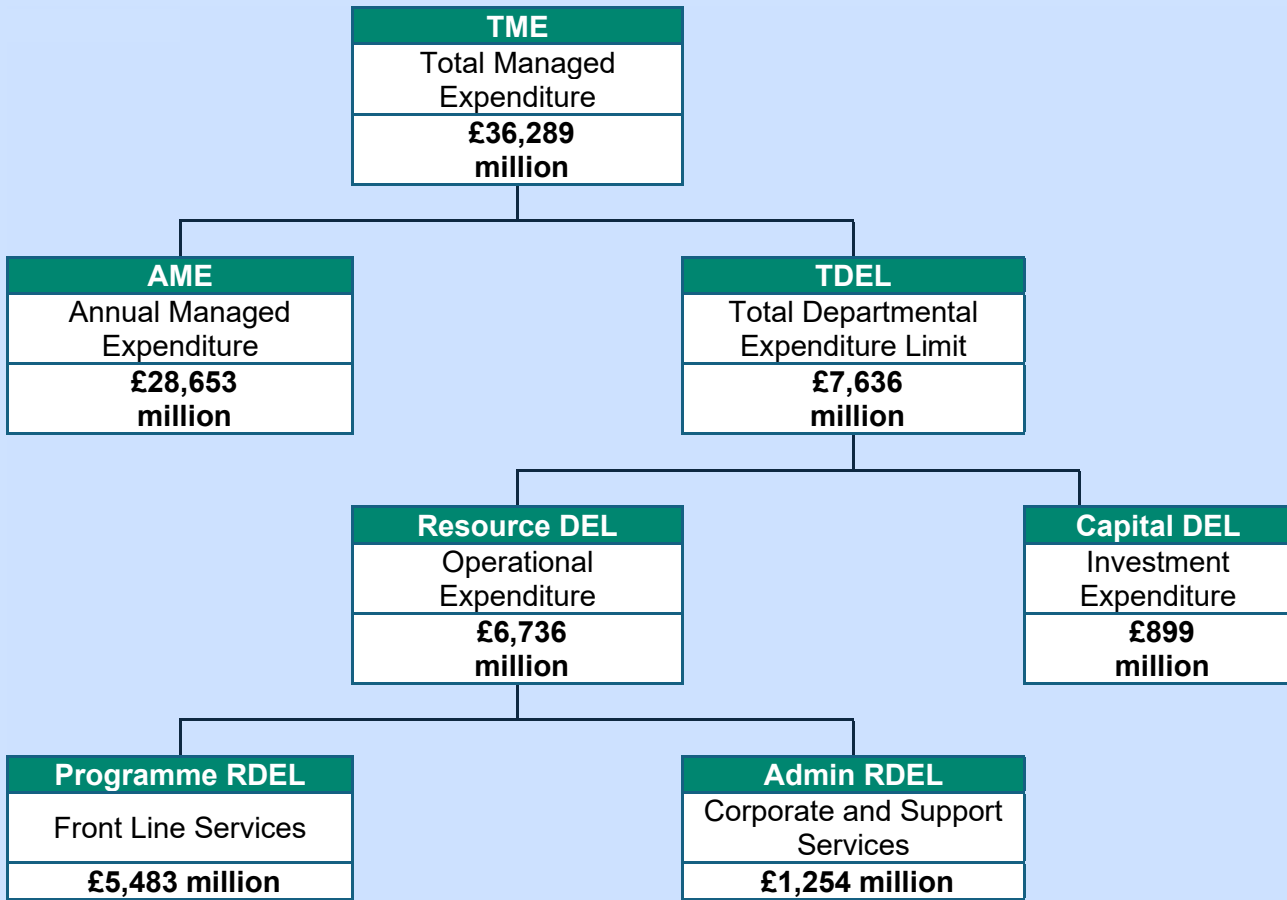 TME
Total Managed
Expenditure
£36,289
million
AME
Annual Managed
Expenditure
£28,653
million
TDEL
Total Departmental
Expenditure Limit
£7,636
million
Resource DEL
Operational
Expenditure
£6,736
million
Capital DEL
Investment
Expenditure
£899
million
Programme RDEL
Front Line Services
£5,483 million
Admin RDEL
Corporate and Support
Services
£1,254 million